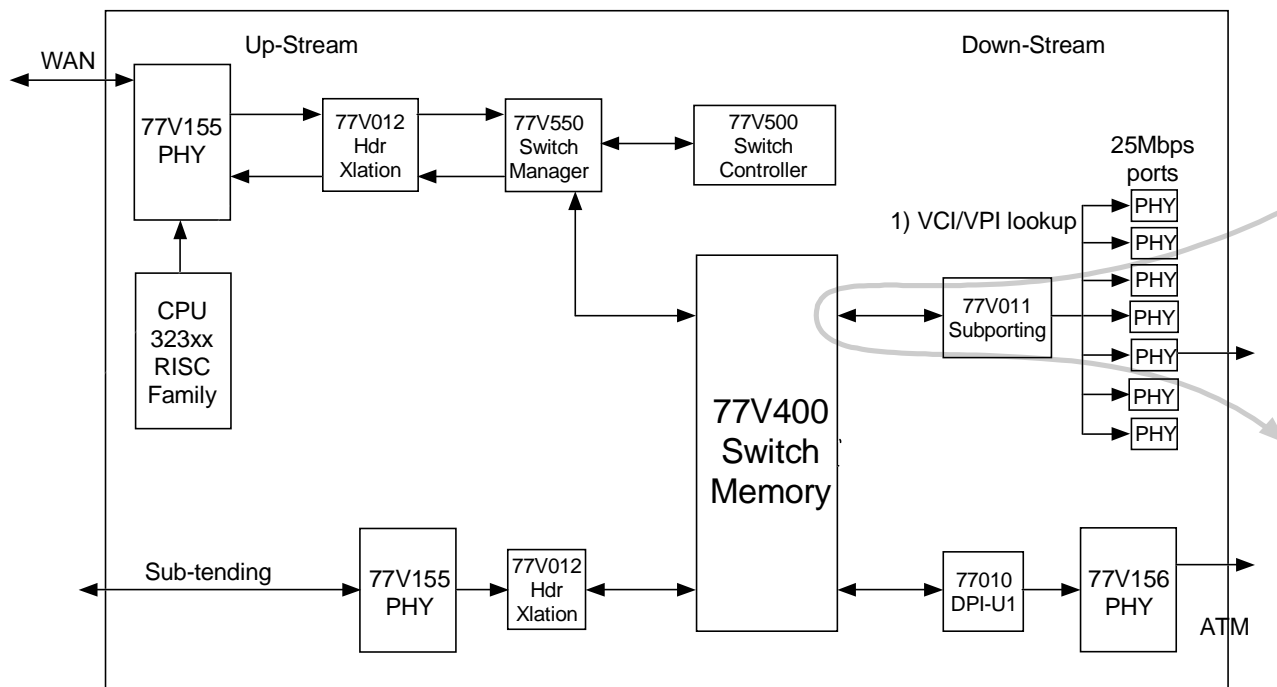 Up-Stream
Down-Stream
WAN
77V155
PHY
77V012
Hdr
Xlation
77V550
Switch
Manager
77V500
Switch
Controller
25Mbps
ports
PHY
PHY
PHY
PHY
PHY
PHY
PHY
1) VCI/VPI lookup
CPU
323xx
RISC
Family
77V011
Subporting
77V400
Switch
Memory
Sub-tending
77V155
PHY
77V012
Hdr
Xlation
77010
DPI-U1
77V156
PHY
ATM